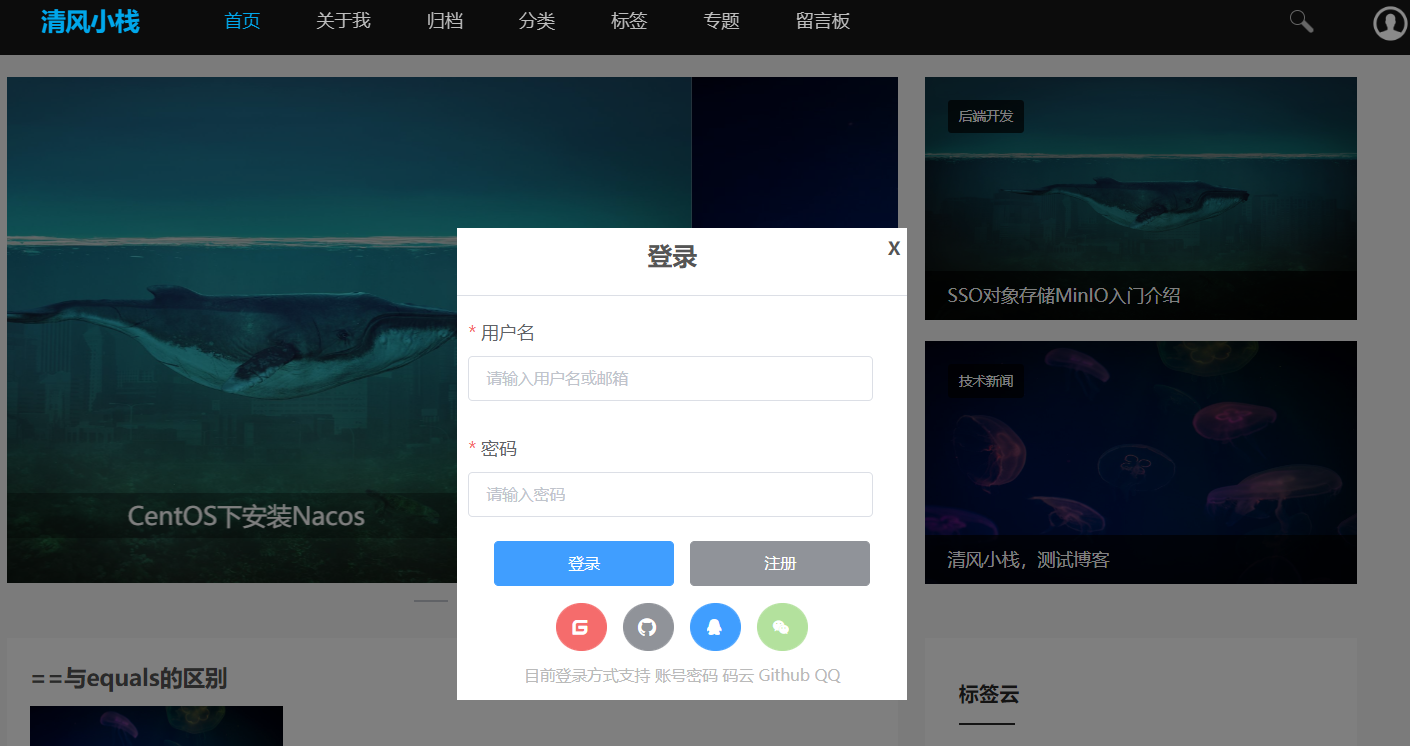 清风小栈 首页 关于我 归档 分类 标签 专题 留言板
后端开发
SSO对象存储MinIO入门介绍
技术新闻
清风小栈，测试博客
CentOS下安装Nacos
登录
X
* 用户名
请输入用户名或邮箱
* 密码
请输入密码
登录 注册
目前登录方式支持 账号密码 码云 Github QQ
==与equals的区别
标签云